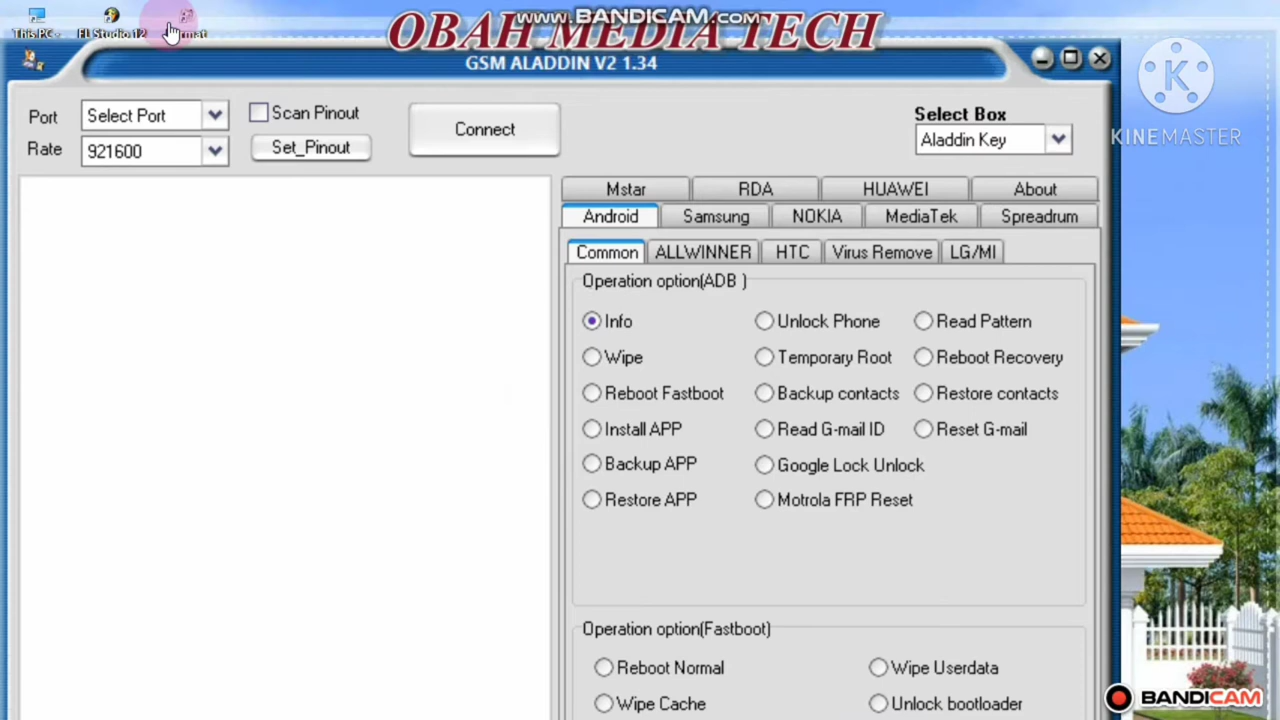 www.BANDICAM.com
This PC
FL Studio 12
OBAH MEDIA TECH
GSM ALADDIN V2 1.34
K
KINEMASTER
Port
Select Port
Scan Pinout
Connect
Select Box
Rate
921600
Set_Pinout
Aladdin Key
Mstar RDA HUAWEI About
Android Samsung NOKIA MediaTek Spreadrum
Common ALLWINNER HTC Virus Remove LG/MI
Operation option(ADB )
Info Unlock Phone Read Pattern
Wipe Temporary Root Reboot Recovery
Reboot Fastboot Backup contacts Restore contacts
Install APP Read G-mail ID Reset G-mail
Backup APP Google Lock Unlock
Restore APP Motrola FRP Reset
Operation option(Fastboot)
Reboot Normal Wipe Userdata
Wipe Cache Unlock bootloader
BANDICAM